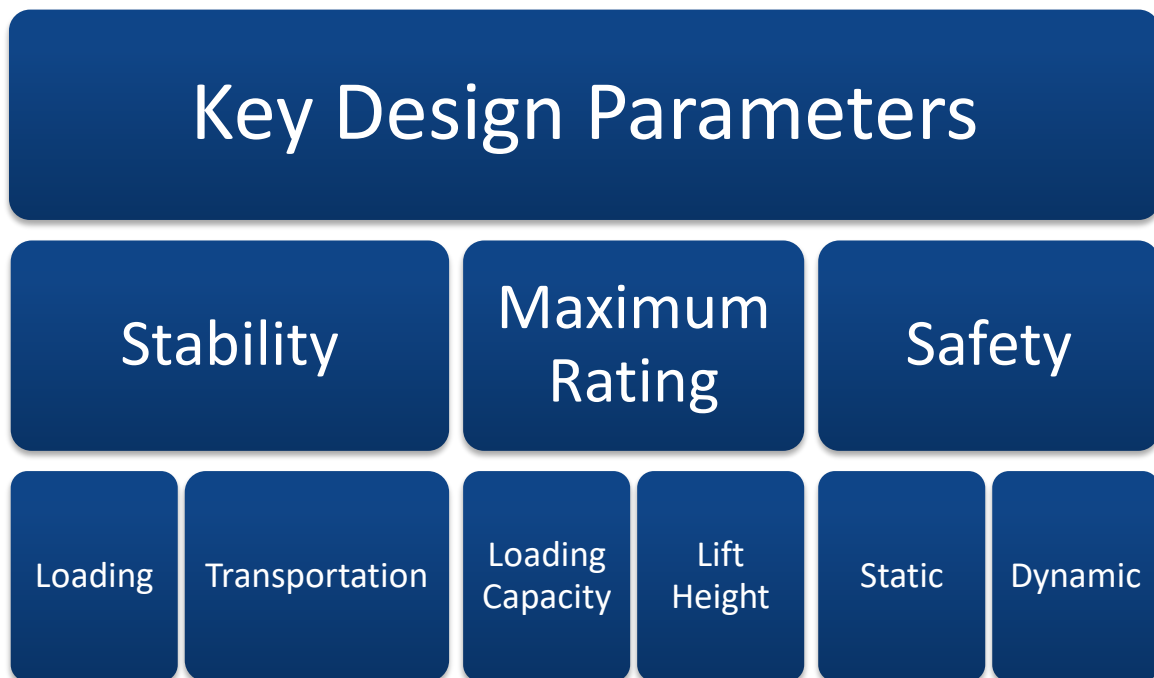 Key Design Parameters
Stability
Maximum
Rating
Safety
Loading
Transportation
Loading
Capacity
Lift
Height
Static
Dynamic